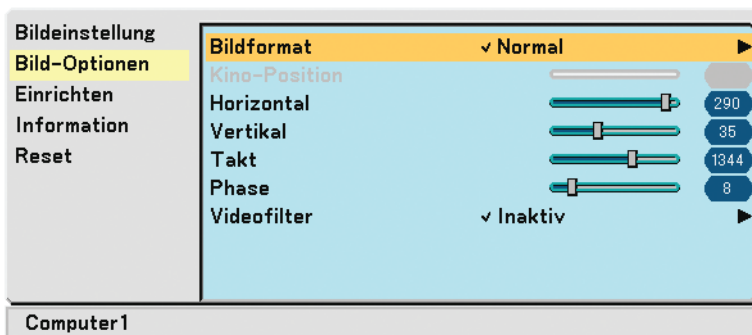 Bildeinstellung
Bild-Optionen
Einrichten
Information
Reset
Bildformat ✓ Normal
Kino-Position
Horizontal 290
Vertikal 35
Takt 1344
Phase 8
Videofilter ✓ Inaktiv
Computer1